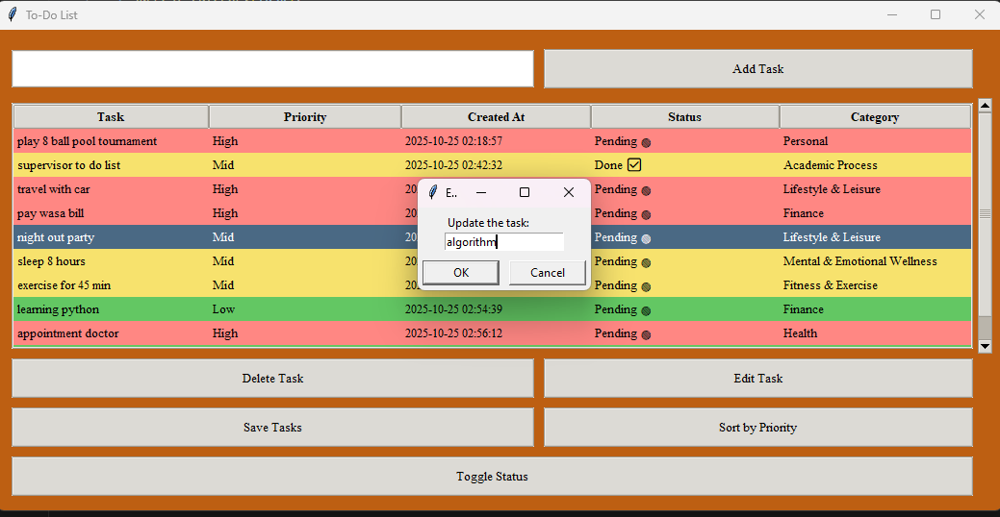 To-Do List
Add Task
Task Priority Created At Status Category
play 8 ball pool tournament High 2025-10-25 02:18:57 Pending Personal
supervisor to do list Mid 2025-10-25 02:42:32 Done Academic Process
travel with car High 20 Pending Lifestyle & Leisure
pay wasa bill High 20 Pending Finance
night out party Mid 20 Pending Lifestyle & Leisure
sleep 8 hours Mid 20 Pending Mental & Emotional Wellness
exercise for 45 min Mid 20 Pending Fitness & Exercise
learning python Low 2025-10-25 02:54:39 Pending Finance
appointment doctor High 2025-10-25 02:56:12 Pending Health
E..
Update the task:
algorithm
OK Cancel
Delete Task Edit Task
Save Tasks Sort by Priority
Toggle Status